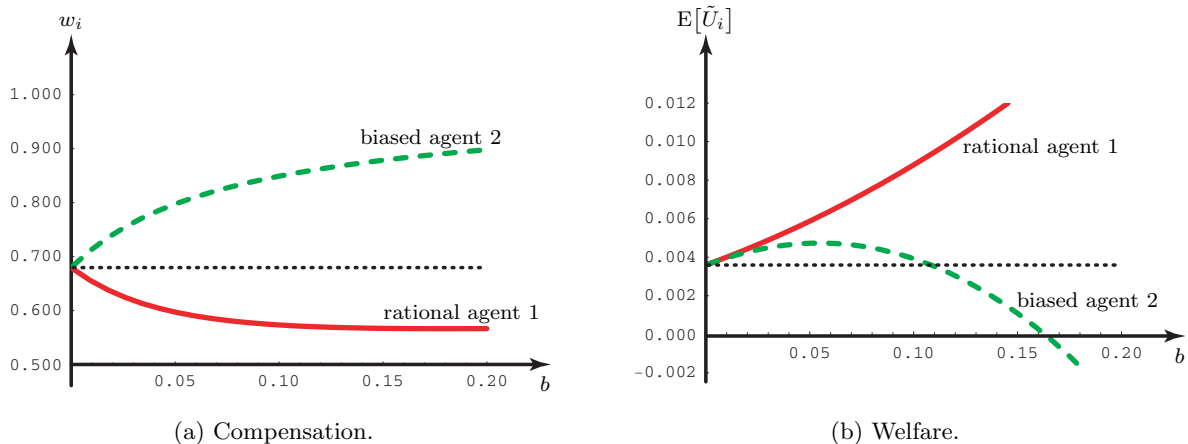 w_i
1.000
0.900
0.800
0.700
0.600
0.500
biased agent 2
rational agent 1
0.05 0.10 0.15 0.20
b
(a) Compensation.
E[Ũ_i]
0.012
0.010
0.008
0.006
0.004
0.002
0.000
−0.002
rational agent 1
biased agent 2
0.05 0.10 0.15 0.20
b
(b) Welfare.